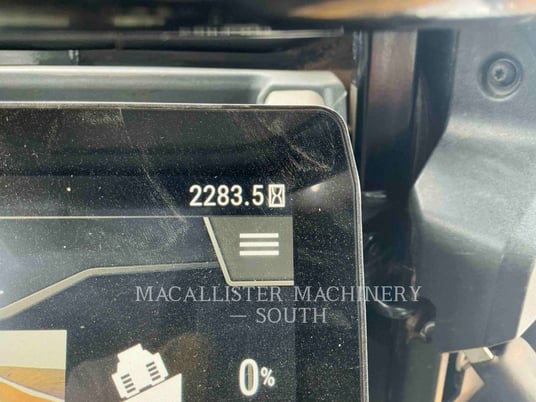 2283.5
MACALLISTER MACHINERY
— SOUTH
0%